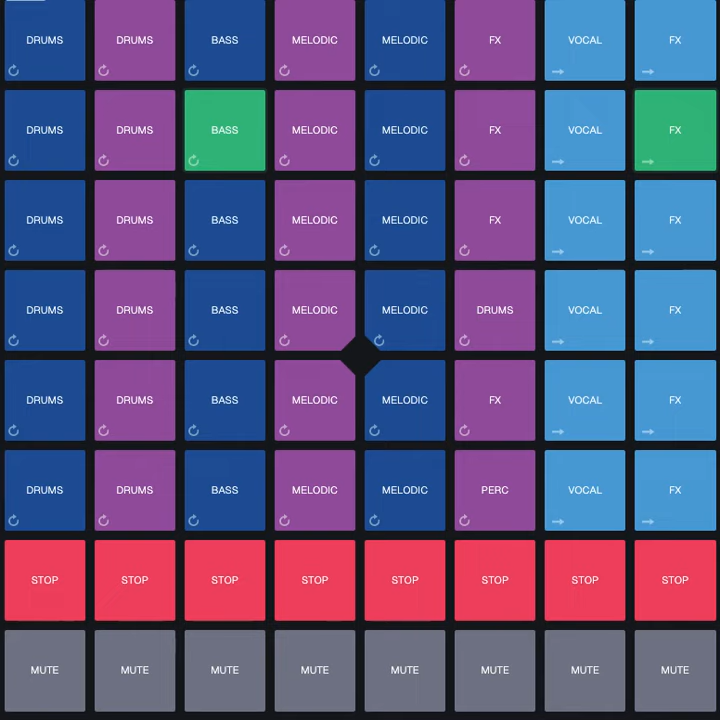 DRUMS DRUMS BASS MELODIC MELODIC FX VOCAL FX
DRUMS DRUMS BASS MELODIC MELODIC FX VOCAL FX
DRUMS DRUMS BASS MELODIC MELODIC FX VOCAL FX
DRUMS DRUMS BASS MELODIC MELODIC DRUMS VOCAL FX
DRUMS DRUMS BASS MELODIC MELODIC FX VOCAL FX
DRUMS DRUMS BASS MELODIC MELODIC PERC VOCAL FX
STOP STOP STOP STOP STOP STOP STOP STOP
MUTE MUTE MUTE MUTE MUTE MUTE MUTE MUTE